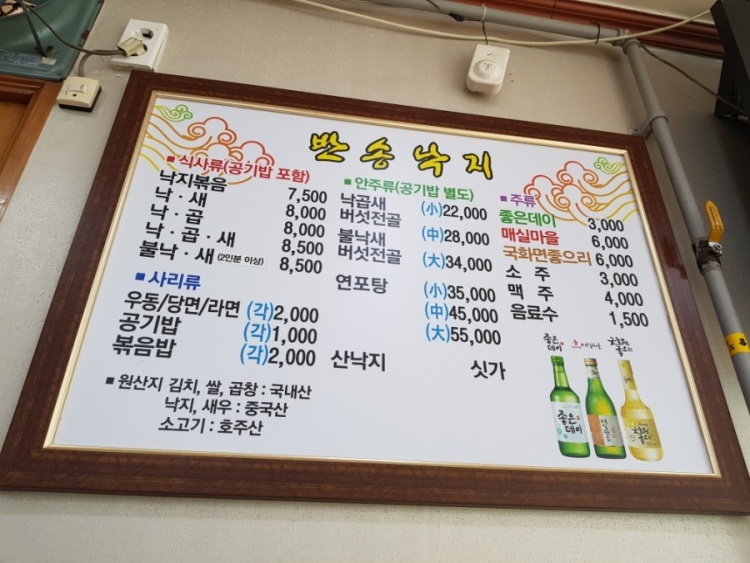 반송낙지
■ 식사류(공기밥 포함)
낙지볶음 7,500
낙 · 새 8,000
낙 · 곱 8,000
낙 · 곱 · 새 8,500
불낙 · 새 (2인분 이상) 8,500
■ 사리류
우동/당면/라면 (각)2,000
공기밥 (각)1,000
볶음밥 (각)2,000
■ 원산지 김치, 쌀, 곱창 : 국내산
낙지, 새우 : 중국산
소고기 : 호주산
■ 안주류(공기밥 별도)
낙곱새
버섯전골
(小)22,000
(中)28,000
(大)34,000
불낙새
버섯전골
연포탕
(小)35,000
(中)45,000
(大)55,000
산낙지 싯가
■ 주류
좋은데이 3,000
매실마을 6,000
국화면좋으리 6,000
소 주 3,000
맥 주 4,000
음료수 1,500
좋은
데이
좋은
데이